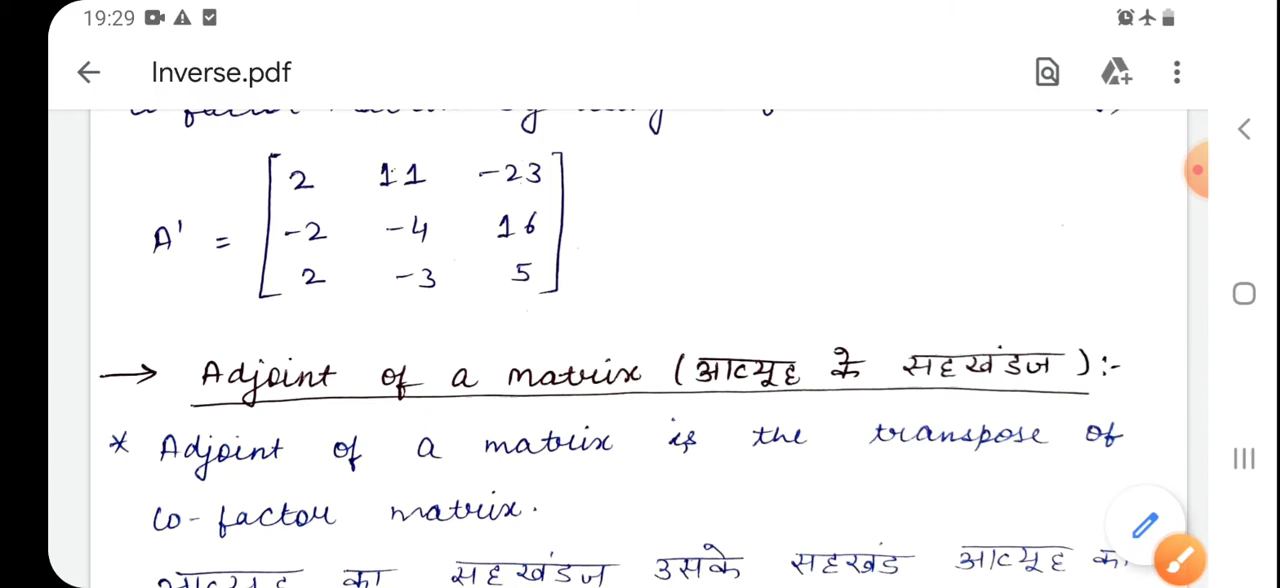 19:29
Inverse.pdf
A' = [ 2 11 -23
-2 -4 16
2 -3 5 ]
→ Adjoint of a matrix (आव्यूह के सहखंडज) :-
* Adjoint of a matrix is the transpose of
co-factor matrix.
आव्यूह का सहखंडज उसके सहखंड आव्यूह का